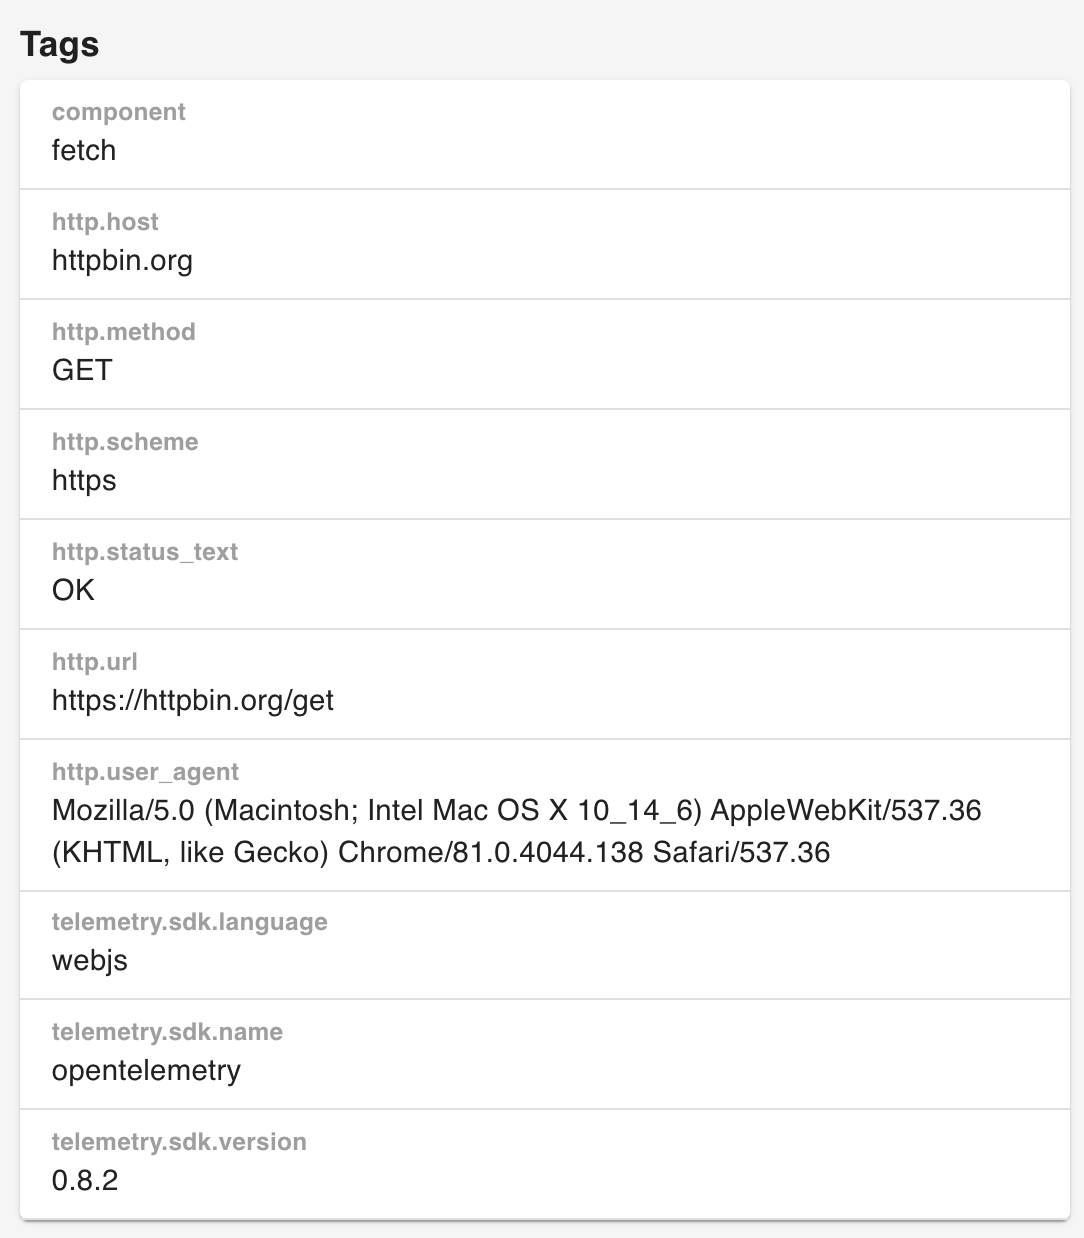 Tags
component
fetch
http.host
httpbin.org
http.method
GET
http.scheme
https
http.status_text
OK
http.url
https://httpbin.org/get
http.user_agent
Mozilla/5.0 (Macintosh; Intel Mac OS X 10_14_6) AppleWebKit/537.36
(KHTML, like Gecko) Chrome/81.0.4044.138 Safari/537.36
telemetry.sdk.language
webjs
telemetry.sdk.name
opentelemetry
telemetry.sdk.version
0.8.2